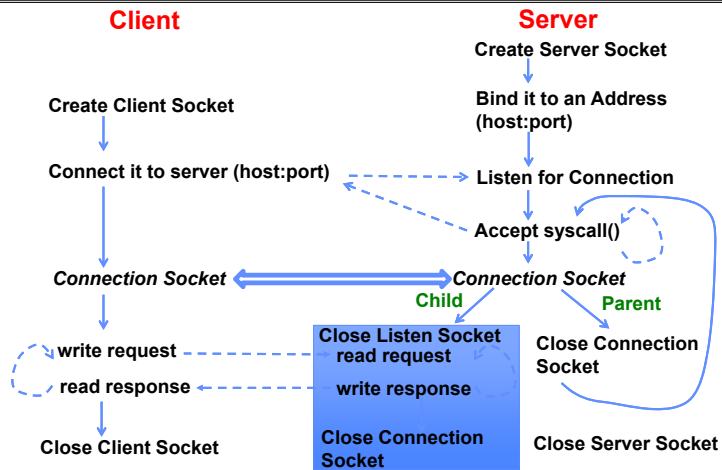 Client
Server
Create Server Socket
Create Client Socket
Bind it to an Address
(host:port)
Connect it to server (host:port)
Listen for Connection
Accept syscall()
Connection Socket
Connection Socket
Child
Parent
Close Listen Socket
write request
read request
Close Connection
Socket
read response
write response
Close Client Socket
Close Connection
Socket
Close Server Socket